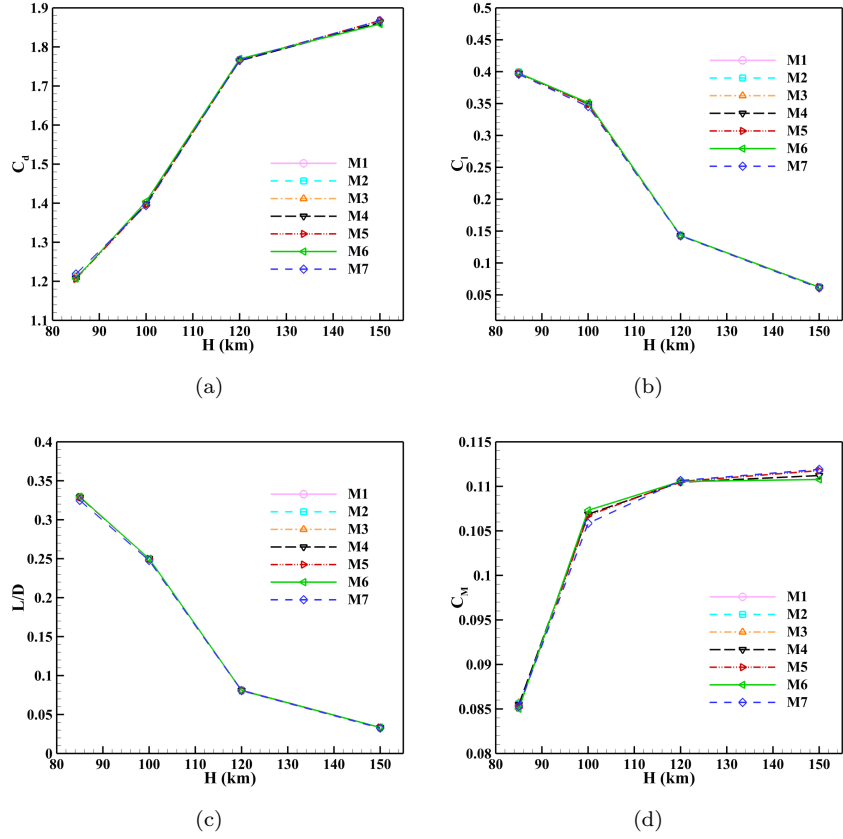 1.9
1.8
1.7
1.6
1.5
1.4
1.3
1.2
1.1
C_d
80 90 100 110 120 130 140 150
H (km)
M1
M2
M3
M4
M5
M6
M7
(a)
0.5
0.45
0.4
0.35
0.3
0.25
0.2
0.15
0.1
0.05
C_l
80 90 100 110 120 130 140 150
H (km)
M1
M2
M3
M4
M5
M6
M7
(b)
0.4
0.35
0.3
0.25
0.2
0.15
0.1
0.05
0
L/D
80 90 100 110 120 130 140 150
H (km)
M1
M2
M3
M4
M5
M6
M7
(c)
0.115
0.11
0.105
0.1
0.095
0.09
0.085
0.08
C_M
80 90 100 110 120 130 140 150
H (km)
M1
M2
M3
M4
M5
M6
M7
(d)